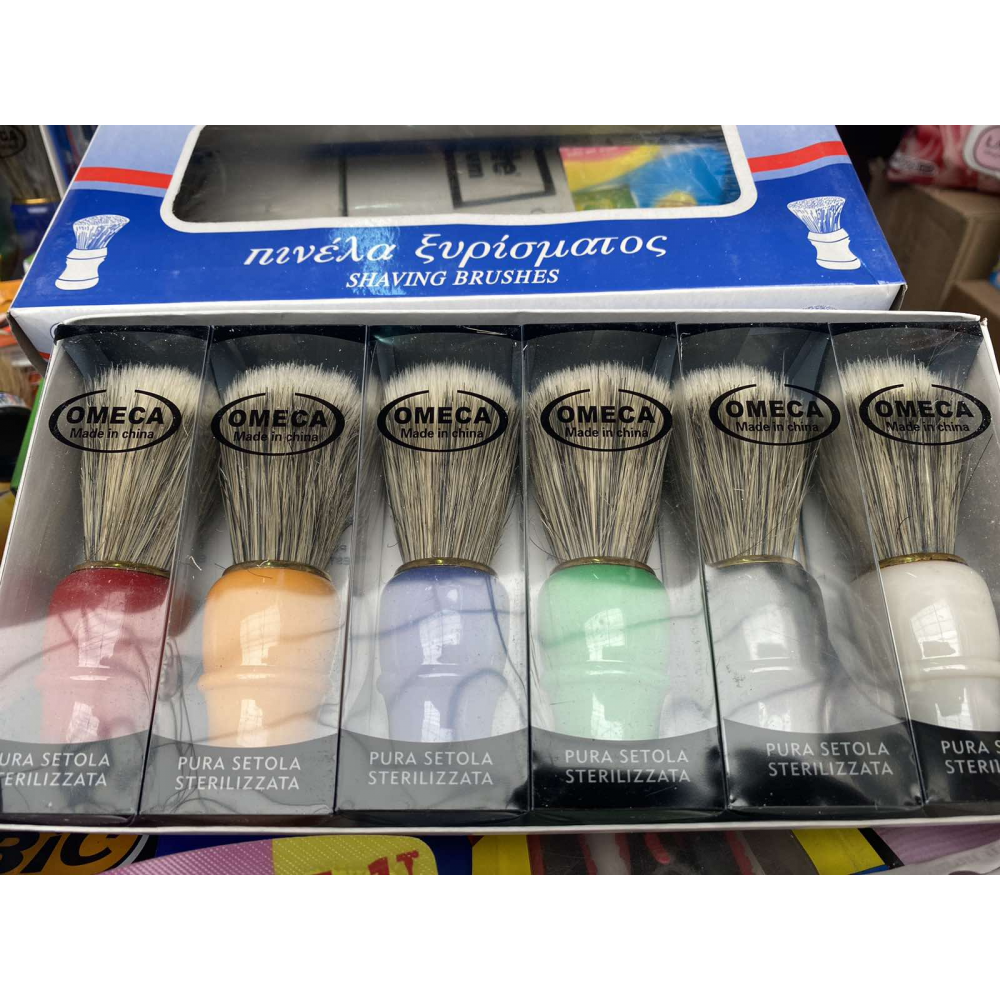 πινέλα ξυρίσματος
SHAVING BRUSHES
OMECA
Made in china
OMECA
Made in china
OMECA
Made in china
OMECA
Made in china
OMECA
Made in china
OMECA
Made in china
PURA SETOLA
STERILIZZATA
PURA SETOLA
STERILIZZATA
PURA SETOLA
STERILIZZATA
PURA SETOLA
STERILIZZATA
PURA SETOLA
STERILIZZATA
PURA S
STERIL
BIC